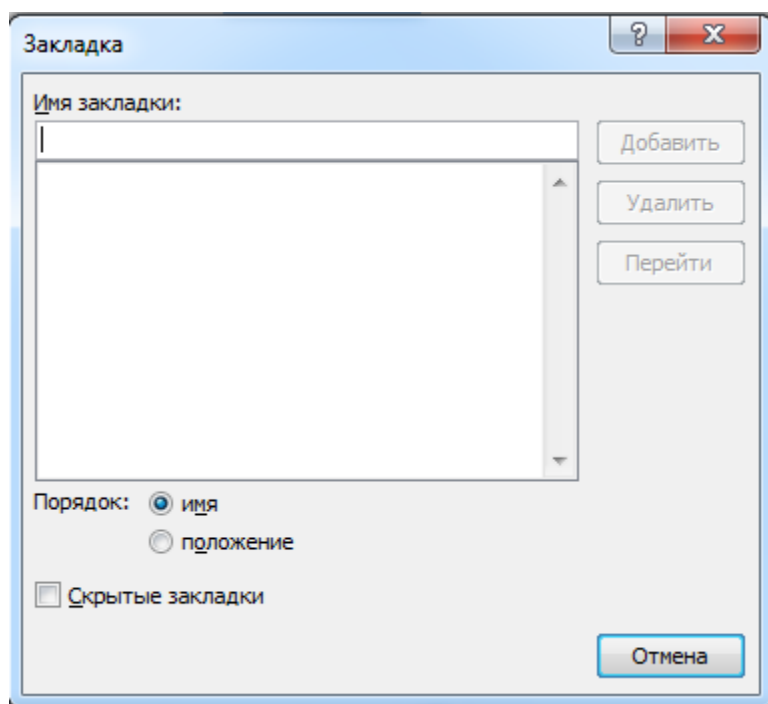 Закладка
Имя закладки:
Добавить
Удалить
Перейти
Порядок: имя
положение
Скрытые закладки
Отмена